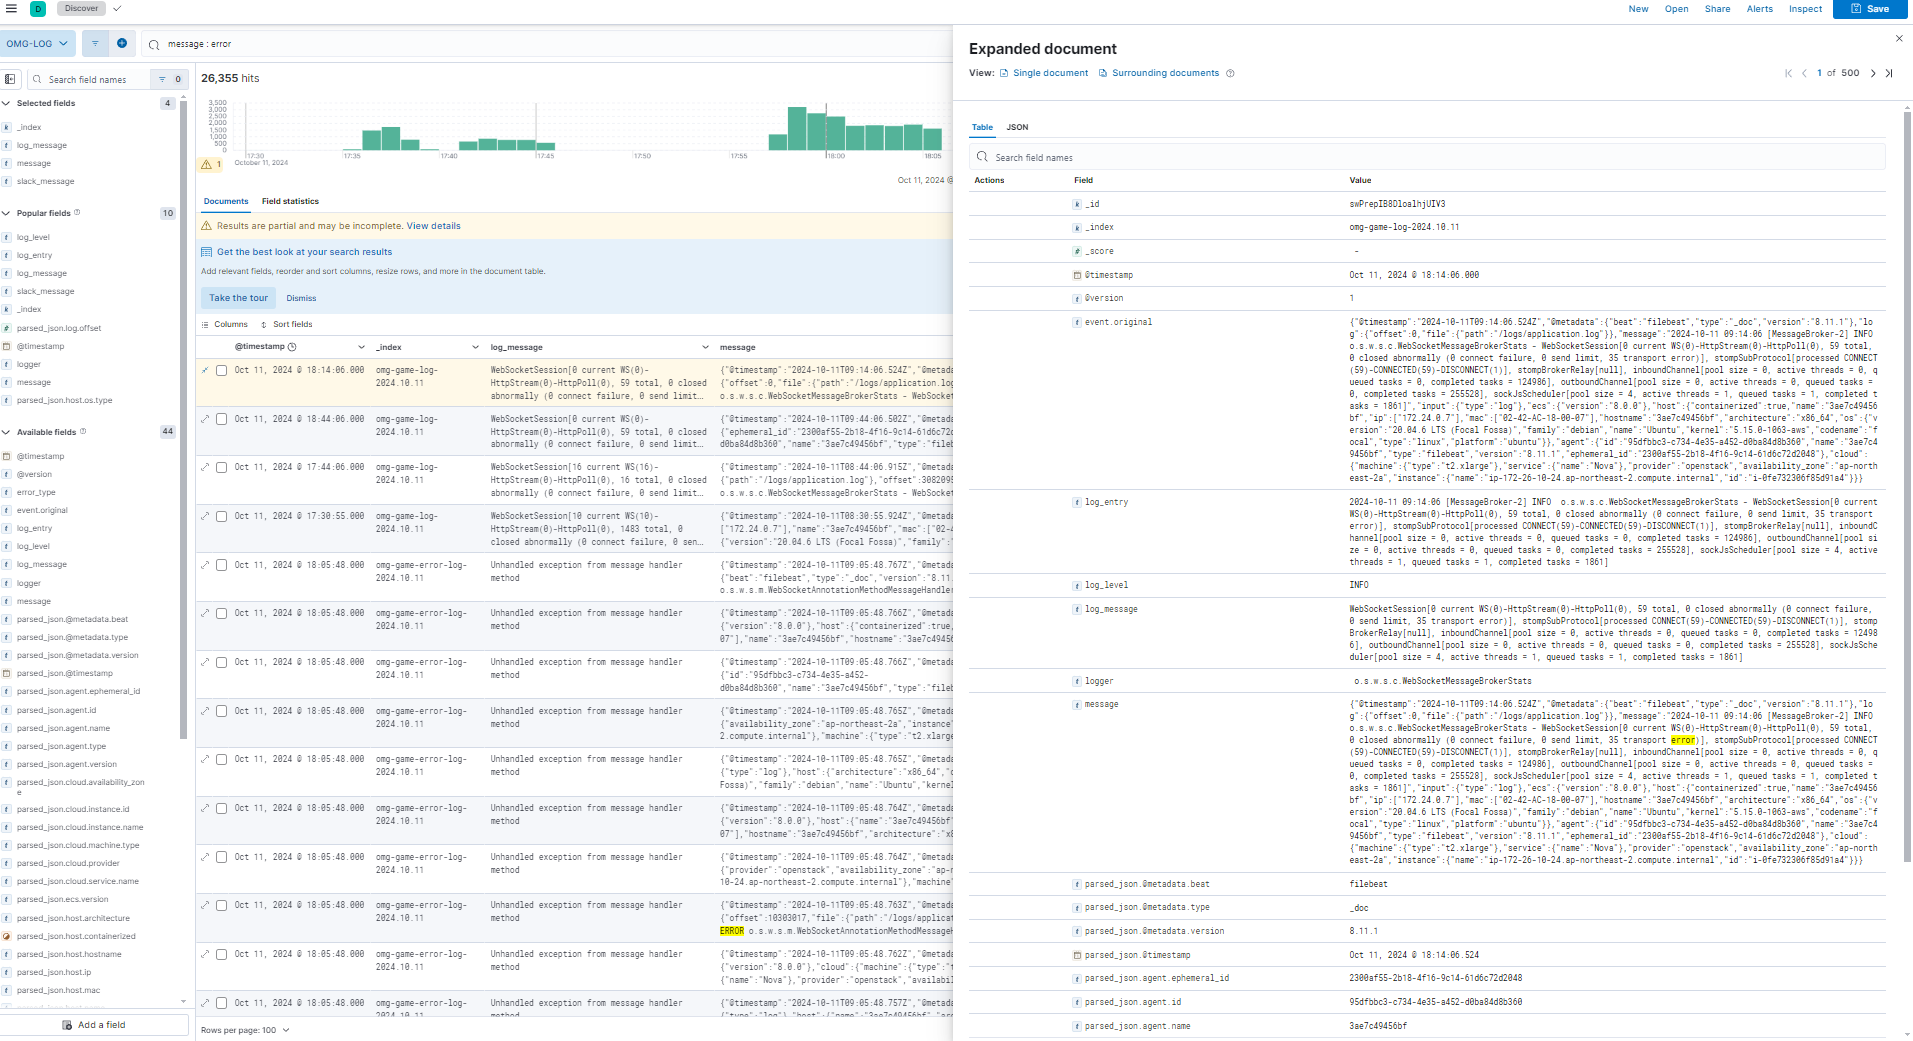 D Discover
New Open Share Alerts Inspect Save
OMG-LOG message : error
Search field names 0
Selected fields 4
_index
log_message
message
slack_message
Popular fields 10
log_level
log_entry
log_message
slack_message
_index
parsed_json.log.offset
@timestamp
logger
message
parsed_json.host.os.type
Available fields 44
@timestamp
@version
error_type
event.original
log_entry
log_level
log_message
logger
message
parsed_json.@metadata.beat
parsed_json.@metadata.type
parsed_json.@metadata.version
parsed_json.@timestamp
parsed_json.agent.ephemeral_id
parsed_json.agent.id
parsed_json.agent.name
parsed_json.agent.type
parsed_json.agent.version
parsed_json.cloud.availability_zon
e
parsed_json.cloud.instance.id
parsed_json.cloud.instance.name
parsed_json.cloud.machine.type
parsed_json.cloud.provider
parsed_json.cloud.service.name
parsed_json.ecs.version
parsed_json.host.architecture
parsed_json.host.containerized
parsed_json.host.hostname
parsed_json.host.ip
parsed_json.host.mac
Add a field
26,355 hits
3,500
3,000
2,500
2,000
1,500
1,000
500
0
17:30 17:35 17:40 17:45 17:50 17:55 18:00 18:05
October 11, 2024
1
Oct 11, 2024 @
Documents Field statistics
Results are partial and may be incomplete. View details
Get the best look at your search results
Add relevant fields, reorder and sort columns, resize rows, and more in the document table.
Take the tour Dismiss
Columns Sort fields
@timestamp _index log_message message
Oct 11, 2024 @ 18:14:06.000 omg-game-log- WebSocketSession[0 current WS(0)- {"@timestamp":"2024-10-11T09:14:06.524Z","@metada
2024.10.11 HttpStream(0)-HttpPoll(0), 59 total, 0 closed {"offset":0,"file":{"path":"/logs/application.log
abnormally (0 connect failure, 0 send limit... o.s.w.s.c.WebSocketMessageBrokerStats - WebSocket
Oct 11, 2024 @ 18:44:06.000 omg-game-log- WebSocketSession[0 current WS(0)- {"@timestamp":"2024-10-11T09:44:06.502Z","@metada
2024.10.11 HttpStream(0)-HttpPoll(0), 59 total, 0 closed {"ephemeral_id":"2300af55-2b18-4f16-9c14-61d6c72
abnormally (0 connect failure, 0 send limit... d0ba84d8b360","name":"3ae7c49456bf","type":"fileb
Oct 11, 2024 @ 17:44:06.000 omg-game-log- WebSocketSession[16 current WS(16)- {"@timestamp":"2024-10-11T08:44:06.915Z","@metada
2024.10.11 HttpStream(0)-HttpPoll(0), 16 total, 0 closed {"path":"/logs/application.log"},"offset":308209
abnormally (0 connect failure, 0 send limit... o.s.w.s.c.WebSocketMessageBrokerStats - WebSocket
Oct 11, 2024 @ 17:30:55.000 omg-game-log- WebSocketSession[10 current WS(10)- {"@timestamp":"2024-10-11T08:30:55.924Z","@metada
2024.10.11 HttpStream(0)-HttpPoll(0), 1483 total, 0 ["172.24.0.7"],"name":"3ae7c49456bf","mac":["02-4
closed abnormally (0 connect failure, 0 sen... {"version":"20.04.6 LTS (Focal Fossa)","family":"
Oct 11, 2024 @ 18:05:48.000 omg-game-error-log- Unhandled exception from message handler {"@timestamp":"2024-10-11T09:05:48.767Z","@metada
2024.10.11 method {"beat":"filebeat","type":"_doc","version":"8.11.
o.s.w.s.m.WebSocketAnnotationMethodMessageHandler
Oct 11, 2024 @ 18:05:48.000 omg-game-error-log- Unhandled exception from message handler {"@timestamp":"2024-10-11T09:05:48.766Z","@metada
2024.10.11 method {"version":"8.0.0"},"host":{"containerized":true,
07"],"name":"3ae7c49456bf","hostname":"3ae7c49456
Oct 11, 2024 @ 18:05:48.000 omg-game-error-log- Unhandled exception from message handler {"@timestamp":"2024-10-11T09:05:48.766Z","@metada
2024.10.11 method {"id":"95dfbbc3-c734-4e35-a452-
d0ba84d8b360","name":"3ae7c49456bf","type":"fileb
Oct 11, 2024 @ 18:05:48.000 omg-game-error-log- Unhandled exception from message handler {"@timestamp":"2024-10-11T09:05:48.765Z","@metada
2024.10.11 method {"availability_zone":"ap-northeast-2a","instance"
2.compute.internal"},"machine":{"type":"t2.xlarge
Oct 11, 2024 @ 18:05:48.000 omg-game-error-log- Unhandled exception from message handler {"@timestamp":"2024-10-11T09:05:48.765Z","@metada
2024.10.11 method {"type":"log"},"host":{"architecture":"x86_64","o
Fossa)","family":"debian","name":"Ubuntu","kernel
Oct 11, 2024 @ 18:05:48.000 omg-game-error-log- Unhandled exception from message handler {"@timestamp":"2024-10-11T09:05:48.764Z","@metada
2024.10.11 method {"version":"8.0.0"},"host":{"name":"3ae7c49456bf"
07"],"hostname":"3ae7c49456bf","architecture":"x8
Oct 11, 2024 @ 18:05:48.000 omg-game-error-log- Unhandled exception from message handler {"@timestamp":"2024-10-11T09:05:48.764Z","@metada
2024.10.11 method {"provider":"openstack","availability_zone":"ap-n
10-24.ap-northeast-2.compute.internal"},"machine"
Oct 11, 2024 @ 18:05:48.000 omg-game-error-log- Unhandled exception from message handler {"@timestamp":"2024-10-11T09:05:48.763Z","@metada
2024.10.11 method {"offset":10303017,"file":{"path":"/logs/applicat
ERROR o.s.w.s.m.WebSocketAnnotationMethodMessageH
Oct 11, 2024 @ 18:05:48.000 omg-game-error-log- Unhandled exception from message handler {"@timestamp":"2024-10-11T09:05:48.763Z","@metada
2024.10.11 method {"version":"8.0.0"},"cloud":{"machine":{"type":"t
{"name":"Nova"},"provider":"openstack","availabil
Oct 11, 2024 @ 18:05:48.000 omg-game-error-log- Unhandled exception from message handler {"@timestamp":"2024-10-11T09:05:48.757Z","@metada
Rows per page: 100
Expanded document
View: Single document Surrounding documents 1 of 500
Table JSON
Search field names
Actions Field Value
_id swPrepIB8DloalhjUIV3
_index omg-game-log-2024.10.11
_score -
@timestamp Oct 11, 2024 @ 18:14:06.000
@version 1
event.original {"@timestamp":"2024-10-11T09:14:06.524Z","@metadata":{"beat":"filebeat","type":"_doc","version":"8.11.1"},"lo
g":{"offset":0,"file":{"path":"/logs/application.log"}},"message":"2024-10-11 09:14:06 [MessageBroker-2] INFO
o.s.w.s.c.WebSocketMessageBrokerStats - WebSocketSession[0 current WS(0)-HttpStream(0)-HttpPoll(0), 59 total,
0 closed abnormally (0 connect failure, 0 send limit, 35 transport error)], stompSubProtocol[processed CONNECT
(59)-CONNECTED(59)-DISCONNECT(1)], stompBrokerRelay[null], inboundChannel[pool size = 0, active threads = 0, q
ueued tasks = 0, completed tasks = 124986], outboundChannel[pool size = 0, active threads = 0, queued tasks =
0, completed tasks = 255528], sockJsScheduler[pool size = 4, active threads = 1, queued tasks = 1, completed t
asks = 1861]","input":{"type":"log"},"ecs":{"version":"8.0.0"},"host":{"containerized":true,"name":"3ae7c49456
bf","ip":["172.24.0.7"],"mac":["02-42-AC-18-00-07"],"hostname":"3ae7c49456bf","architecture":"x86_64","os":{"v
ersion":"20.04.6 LTS (Focal Fossa)","family":"debian","name":"Ubuntu","kernel":"5.15.0-1063-aws","codename":"f
ocal","type":"linux","platform":"ubuntu"}},"agent":{"id":"95dfbbc3-c734-4e35-a452-d0ba84d8b360","name":"3ae7c4
9456bf","type":"filebeat","version":"8.11.1","ephemeral_id":"2300af55-2b18-4f16-9c14-61d6c72d2048"},"cloud":
{"machine":{"type":"t2.xlarge"},"service":{"name":"Nova"},"provider":"openstack","availability_zone":"ap-north
east-2a","instance":{"name":"ip-172-26-10-24.ap-northeast-2.compute.internal","id":"i-0fe732306f85d91a4"}}}
log_entry 2024-10-11 09:14:06 [MessageBroker-2] INFO o.s.w.s.c.WebSocketMessageBrokerStats - WebSocketSession[0 current
WS(0)-HttpStream(0)-HttpPoll(0), 59 total, 0 closed abnormally (0 connect failure, 0 send limit, 35 transport
error)], stompSubProtocol[processed CONNECT(59)-CONNECTED(59)-DISCONNECT(1)], stompBrokerRelay[null], inboundC
hannel[pool size = 0, active threads = 0, queued tasks = 0, completed tasks = 124986], outboundChannel[pool si
ze = 0, active threads = 0, queued tasks = 0, completed tasks = 255528], sockJsScheduler[pool size = 4, active
threads = 1, queued tasks = 1, completed tasks = 1861]
log_level INFO
log_message WebSocketSession[0 current WS(0)-HttpStream(0)-HttpPoll(0), 59 total, 0 closed abnormally (0 connect failure,
0 send limit, 35 transport error)], stompSubProtocol[processed CONNECT(59)-CONNECTED(59)-DISCONNECT(1)], stomp
BrokerRelay[null], inboundChannel[pool size = 0, active threads = 0, queued tasks = 0, completed tasks = 12498
6], outboundChannel[pool size = 0, active threads = 0, queued tasks = 0, completed tasks = 255528], sockJsSche
duler[pool size = 4, active threads = 1, queued tasks = 1, completed tasks = 1861]
logger o.s.w.s.c.WebSocketMessageBrokerStats
message {"@timestamp":"2024-10-11T09:14:06.524Z","@metadata":{"beat":"filebeat","type":"_doc","version":"8.11.1"},"lo
g":{"offset":0,"file":{"path":"/logs/application.log"}},"message":"2024-10-11 09:14:06 [MessageBroker-2] INFO
o.s.w.s.c.WebSocketMessageBrokerStats - WebSocketSession[0 current WS(0)-HttpStream(0)-HttpPoll(0), 59 total,
0 closed abnormally (0 connect failure, 0 send limit, 35 transport error)], stompSubProtocol[processed CONNECT
(59)-CONNECTED(59)-DISCONNECT(1)], stompBrokerRelay[null], inboundChannel[pool size = 0, active threads = 0, q
ueued tasks = 0, completed tasks = 124986], outboundChannel[pool size = 0, active threads = 0, queued tasks =
0, completed tasks = 255528], sockJsScheduler[pool size = 4, active threads = 1, queued tasks = 1, completed t
asks = 1861]","input":{"type":"log"},"ecs":{"version":"8.0.0"},"host":{"containerized":true,"name":"3ae7c49456
bf","ip":["172.24.0.7"],"mac":["02-42-AC-18-00-07"],"hostname":"3ae7c49456bf","architecture":"x86_64","os":{"v
ersion":"20.04.6 LTS (Focal Fossa)","family":"debian","name":"Ubuntu","kernel":"5.15.0-1063-aws","codename":"f
ocal","type":"linux","platform":"ubuntu"}},"agent":{"id":"95dfbbc3-c734-4e35-a452-d0ba84d8b360","name":"3ae7c4
9456bf","type":"filebeat","version":"8.11.1","ephemeral_id":"2300af55-2b18-4f16-9c14-61d6c72d2048"},"cloud":
{"machine":{"type":"t2.xlarge"},"service":{"name":"Nova"},"provider":"openstack","availability_zone":"ap-north
east-2a","instance":{"name":"ip-172-26-10-24.ap-northeast-2.compute.internal","id":"i-0fe732306f85d91a4"}}}
parsed_json.@metadata.beat filebeat
parsed_json.@metadata.type _doc
parsed_json.@metadata.version 8.11.1
parsed_json.@timestamp Oct 11, 2024 @ 18:14:06.524
parsed_json.agent.ephemeral_id 2300af55-2b18-4f16-9c14-61d6c72d2048
parsed_json.agent.id 95dfbbc3-c734-4e35-a452-d0ba84d8b360
parsed_json.agent.name 3ae7c49456bf